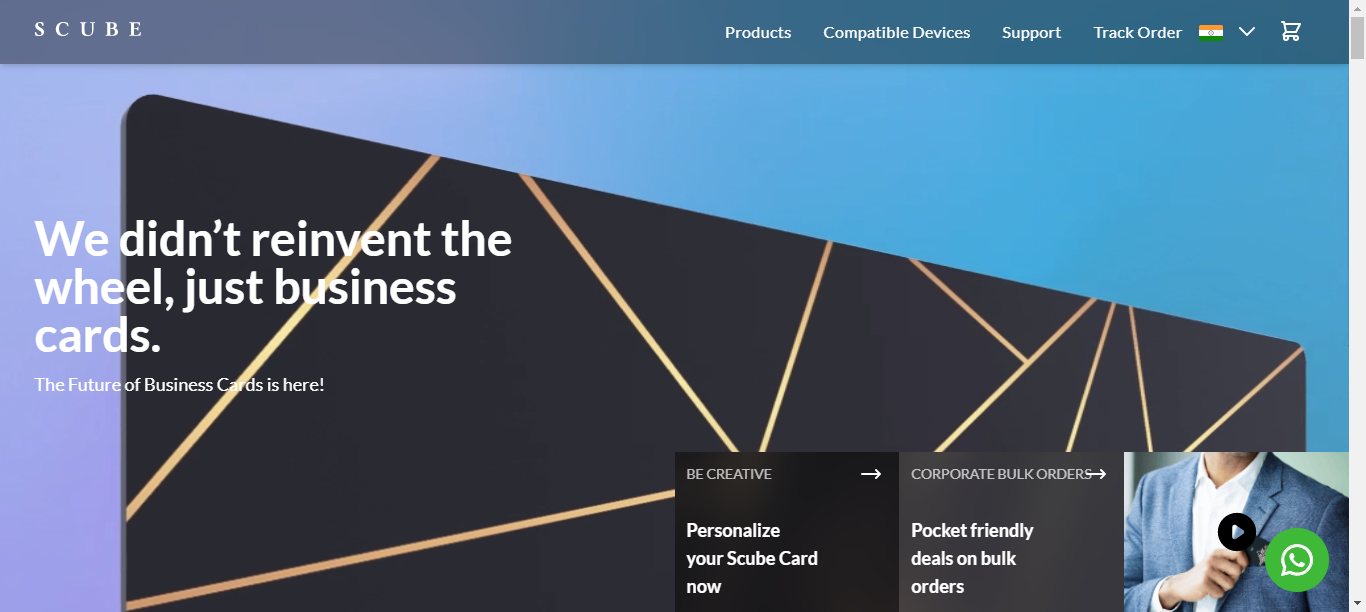 SCUBE
Products
Compatible Devices
Support
Track Order
We didn’t reinvent the
wheel, just business
cards.
The Future of Business Cards is here!
BE CREATIVE
Personalize
your Scube Card
now
CORPORATE BULK ORDERS
Pocket friendly
deals on bulk
orders